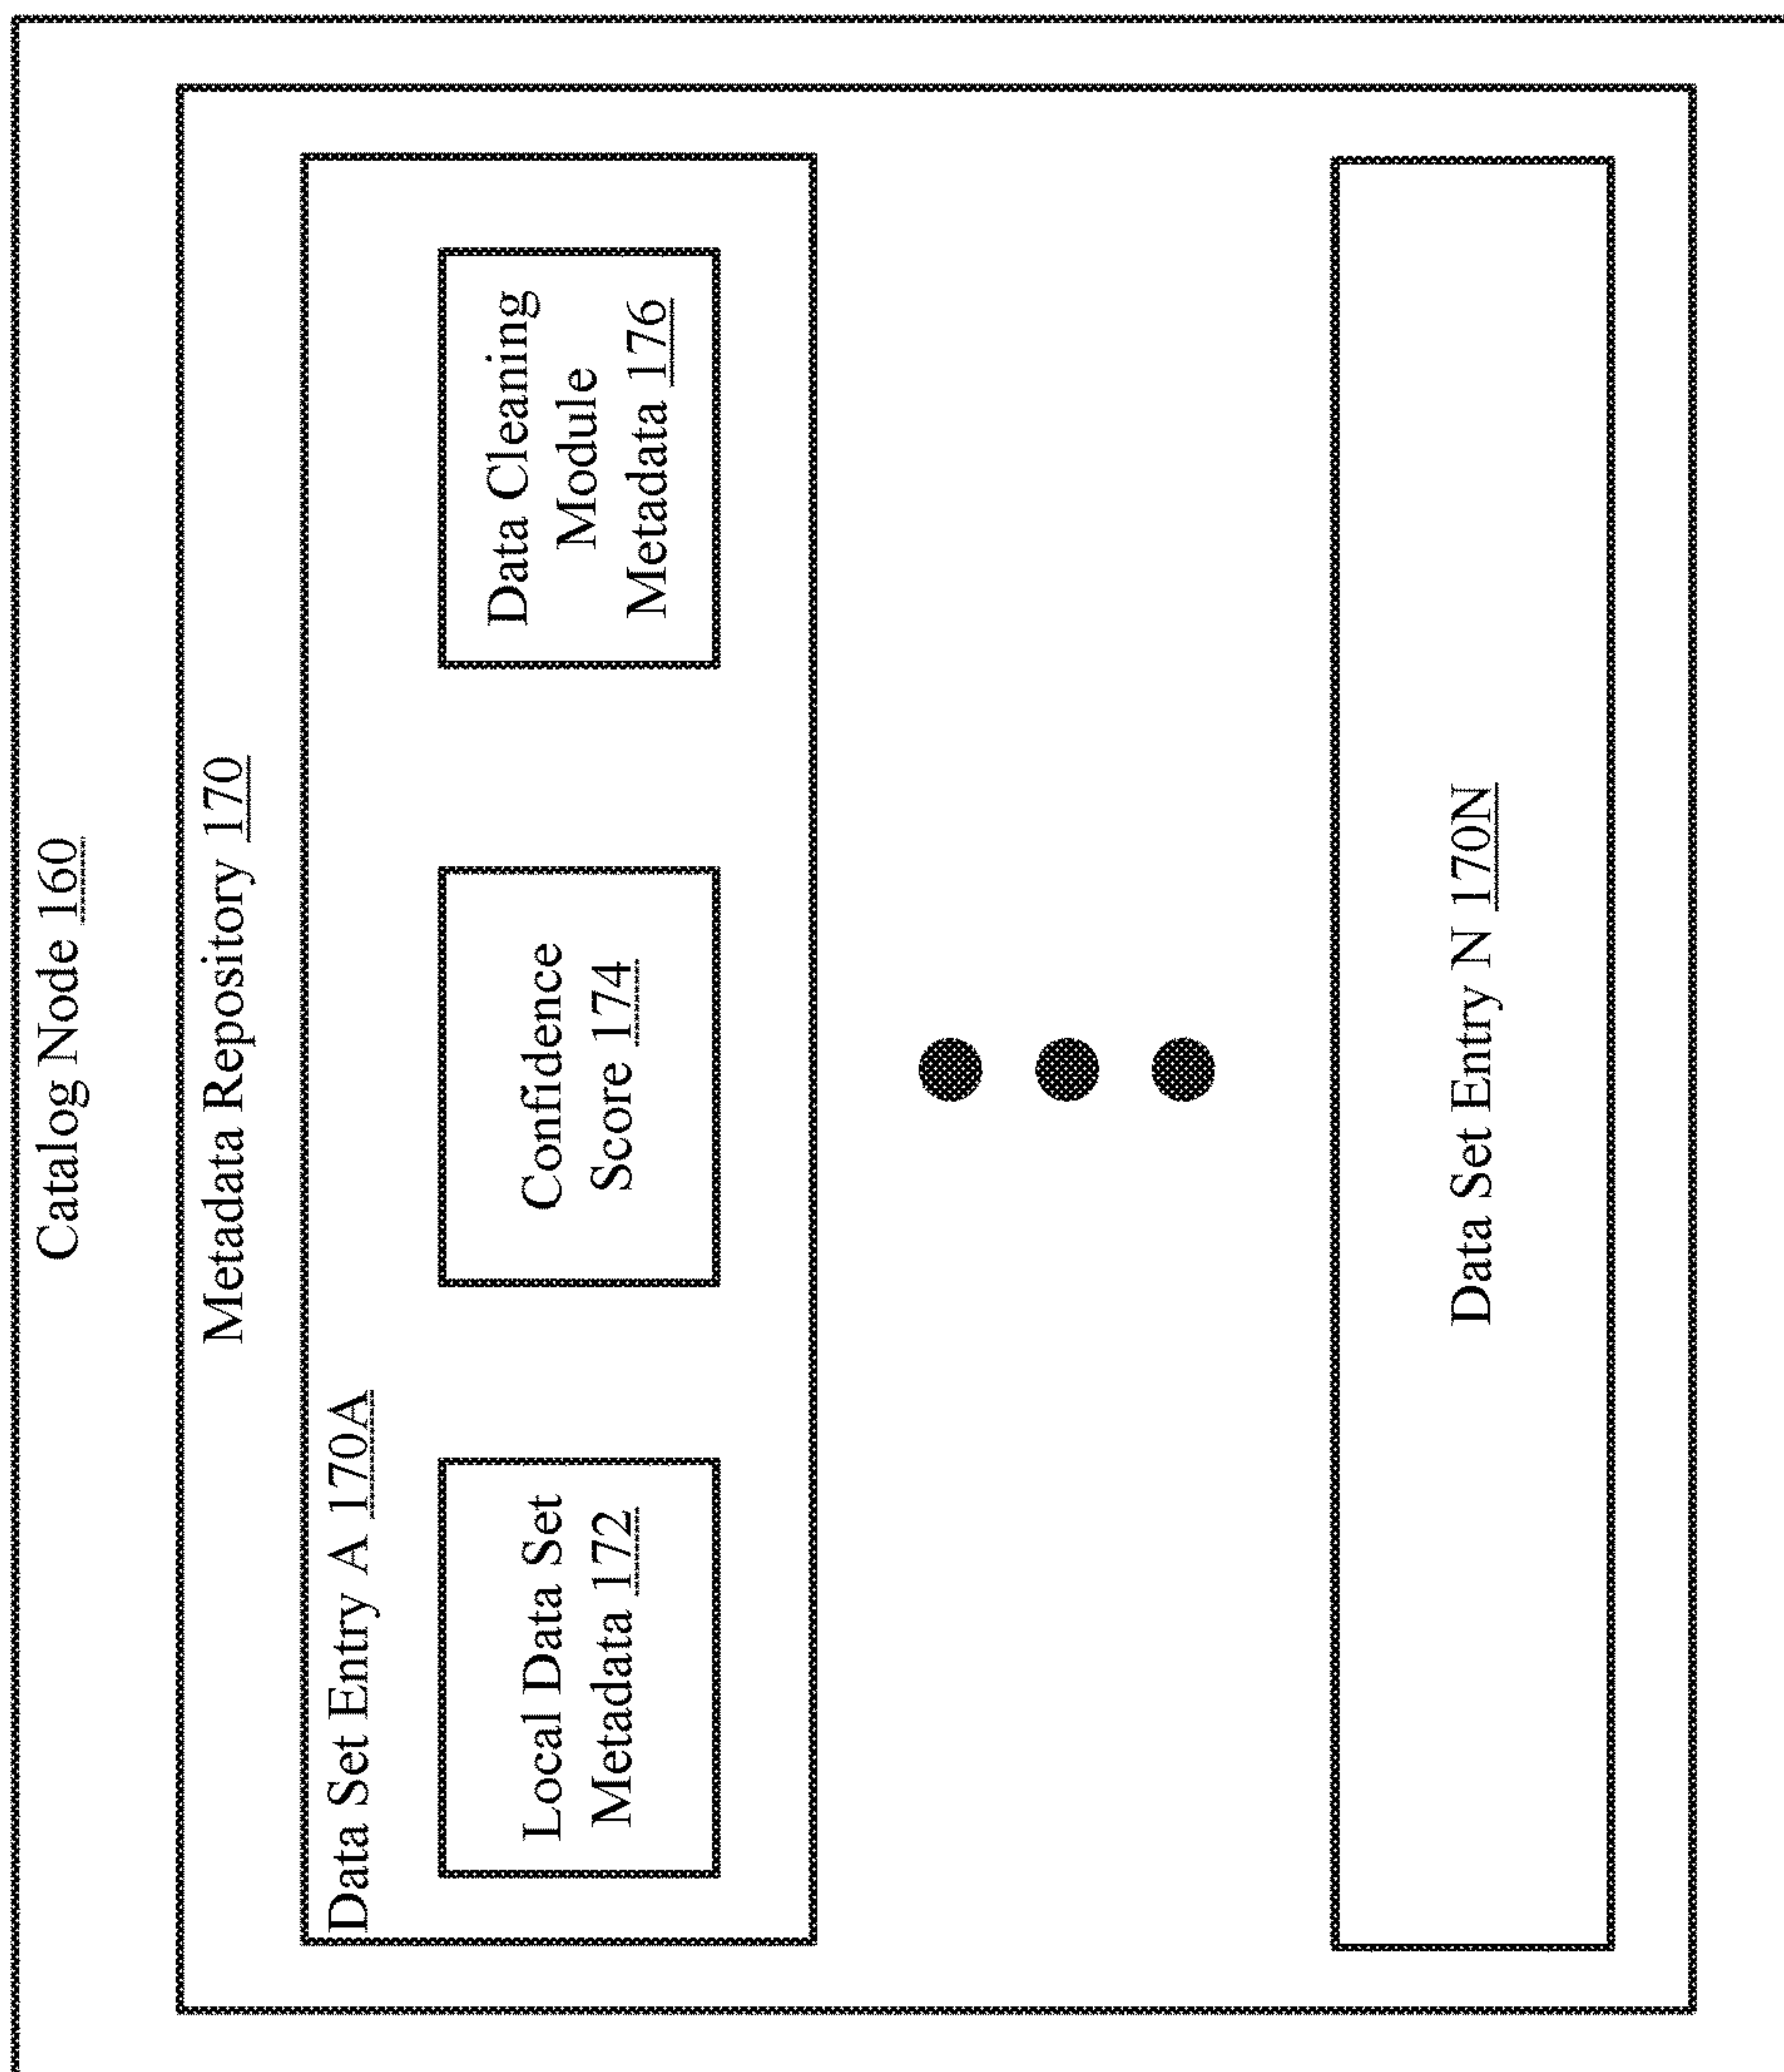 Catalog Node 160
Metadata Repository 170
Data Set Entry A 170A
Local Data Set
Metadata 172
Confidence
Score 174
Data Cleaning
Module
Metadata 176
Data Set Entry N 170N